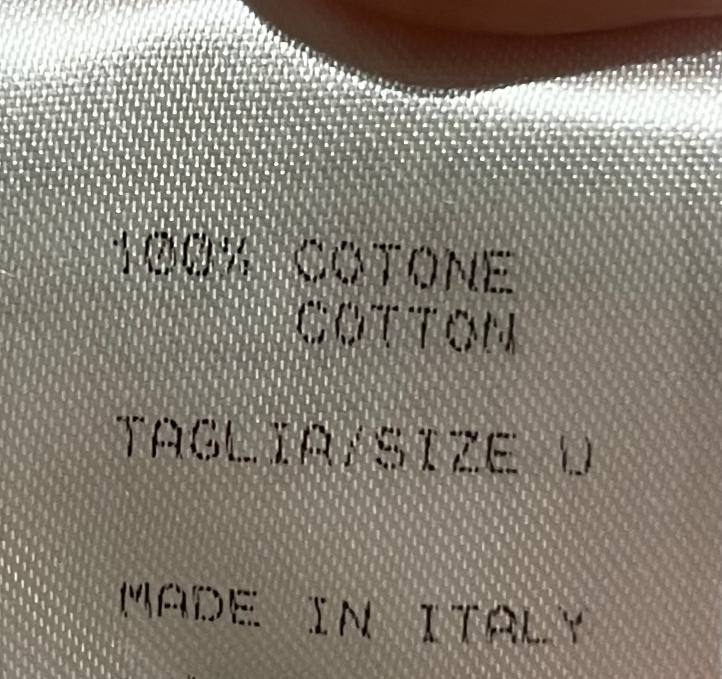 100% COTONE
COTTON
TAGLIA/SIZE U
MADE IN ITALY